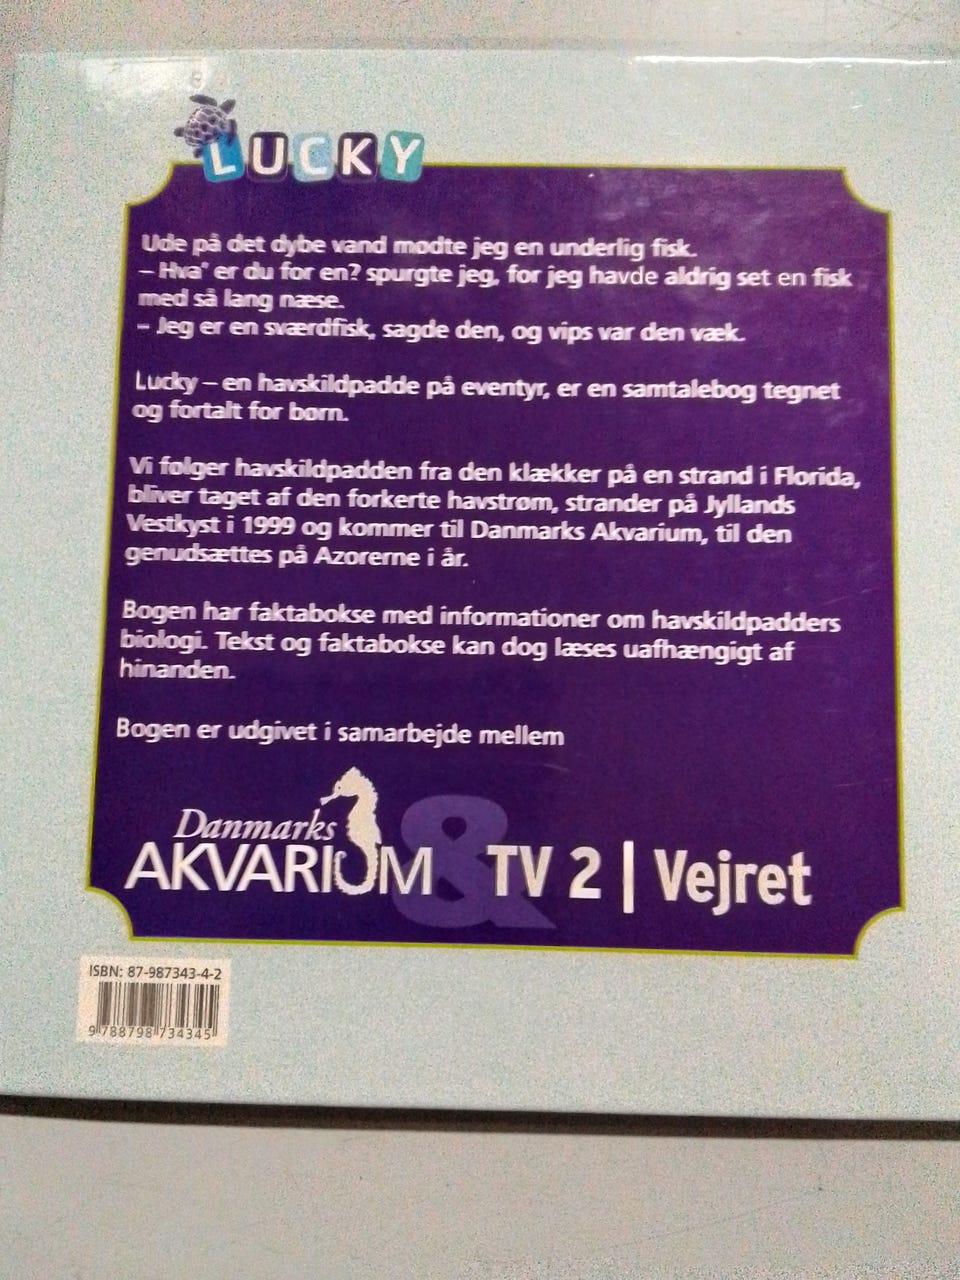 LUCKY
Ude på det dybe vand mødte jeg en underlig fisk.
– Hva' er du for en? spurgte jeg, for jeg havde aldrig set en fisk
med så lang næse.
– Jeg er en sværdfisk, sagde den, og vips var den væk.
Lucky – en havskildpadde på eventyr, er en samtalebog tegnet
og fortalt for børn.
Vi følger havskildpadden fra den klækker på en strand i Florida,
bliver taget af den forkerte havstrøm, strander på Jyllands
Vestkyst i 1999 og kommer til Danmarks Akvarium, til den
genudsættes på Azorerne i år.
Bogen har faktabokse med informationer om havskildpadders
biologi. Tekst og faktabokse kan dog læses uafhængigt af
hinanden.
Bogen er udgivet i samarbejde mellem
Danmarks
AKVARIUM & TV 2 | Vejret
ISBN: 87-987343-4-2
9 788798 734345